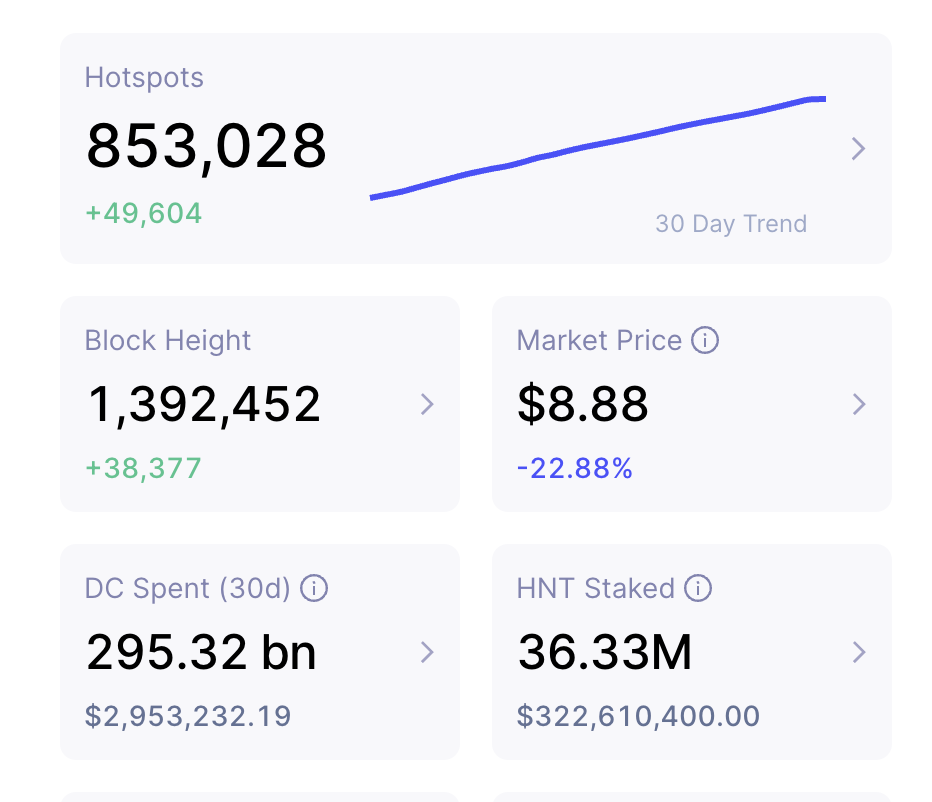 Hotspots
853,028
+49,604
30 Day Trend
Block Height
1,392,452
+38,377
Market Price
$8.88
-22.88%
DC Spent (30d)
295.32 bn
$2,953,232.19
HNT Staked
36.33M
$322,610,400.00